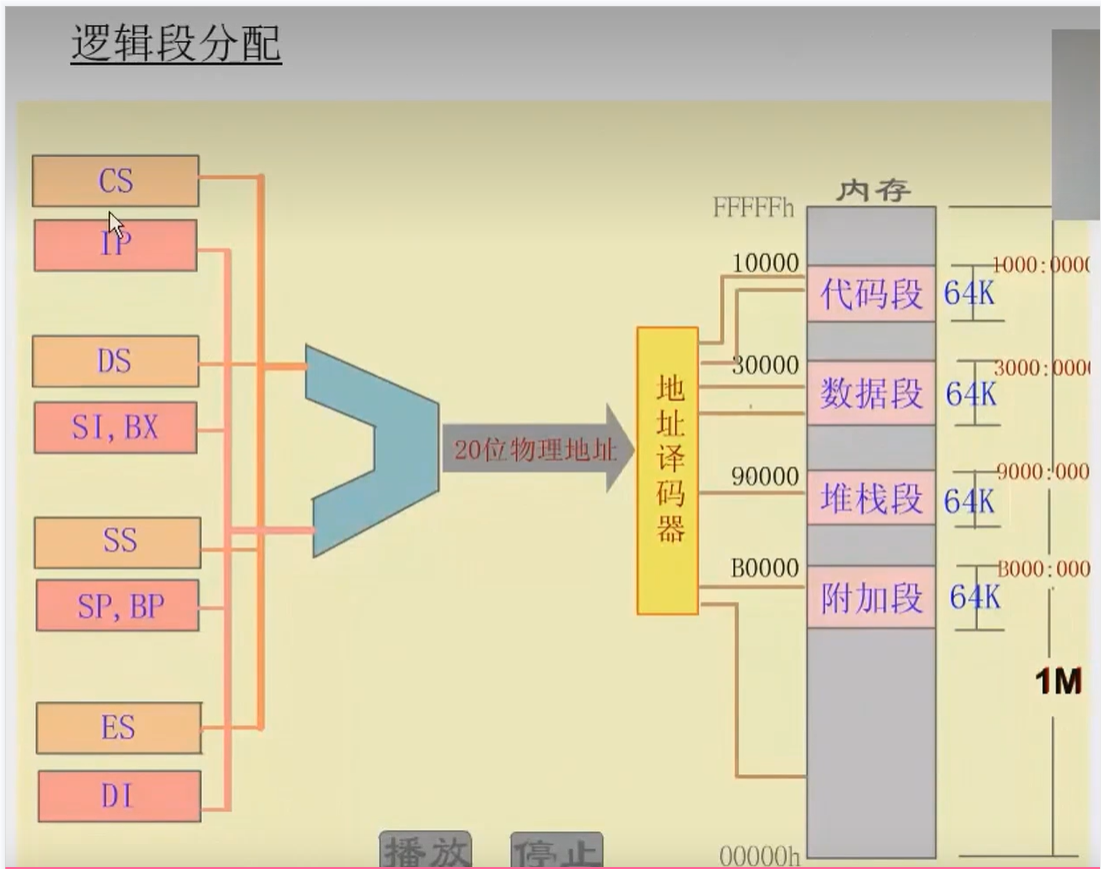 逻辑段分配
CS
IP
DS
SI,BX
SS
SP,BP
ES
DI
20位物理地址
地址译码器
内存
FFFFFh
10000
代码段
64K
1000:0000
30000
数据段
64K
3000:0000
90000
堆栈段
64K
9000:000
B0000
附加段
64K
B000:000
1M
00000h
播放
停止